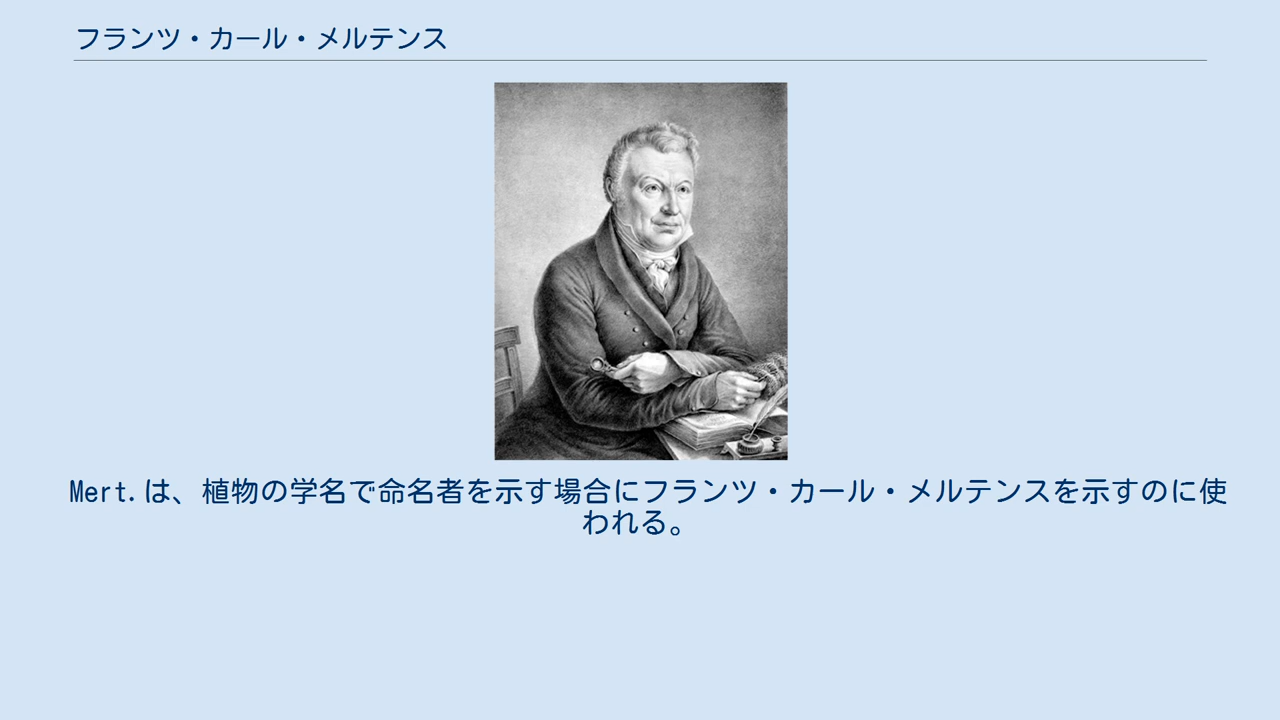 フランツ・カール・メルテンス
Mert.は、植物の学名で命名者を示す場合にフランツ・カール・メルテンスを示すのに使
われる。